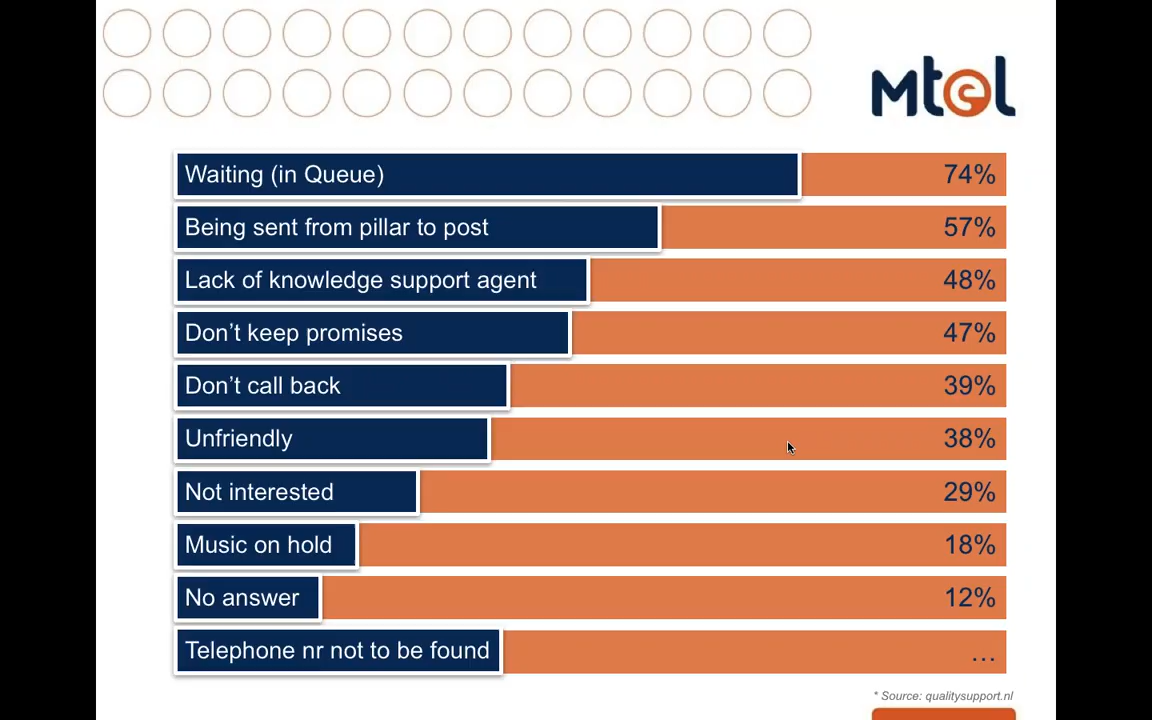 Mtel
Waiting (in Queue) 74%
Being sent from pillar to post 57%
Lack of knowledge support agent 48%
Don’t keep promises 47%
Don’t call back 39%
Unfriendly 38%
Not interested 29%
Music on hold 18%
No answer 12%
Telephone nr not to be found ...
* Source: qualitysupport.nl